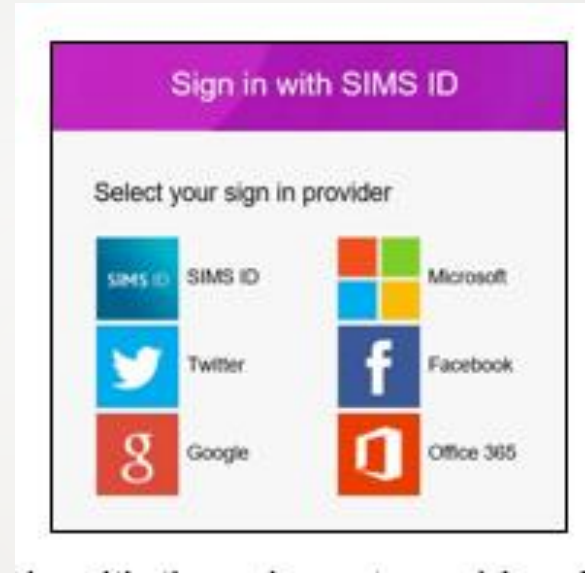 Sign in with SIMS ID
Select your sign in provider
SIMS ID SIMS ID Microsoft
Twitter Facebook
Google Office 365